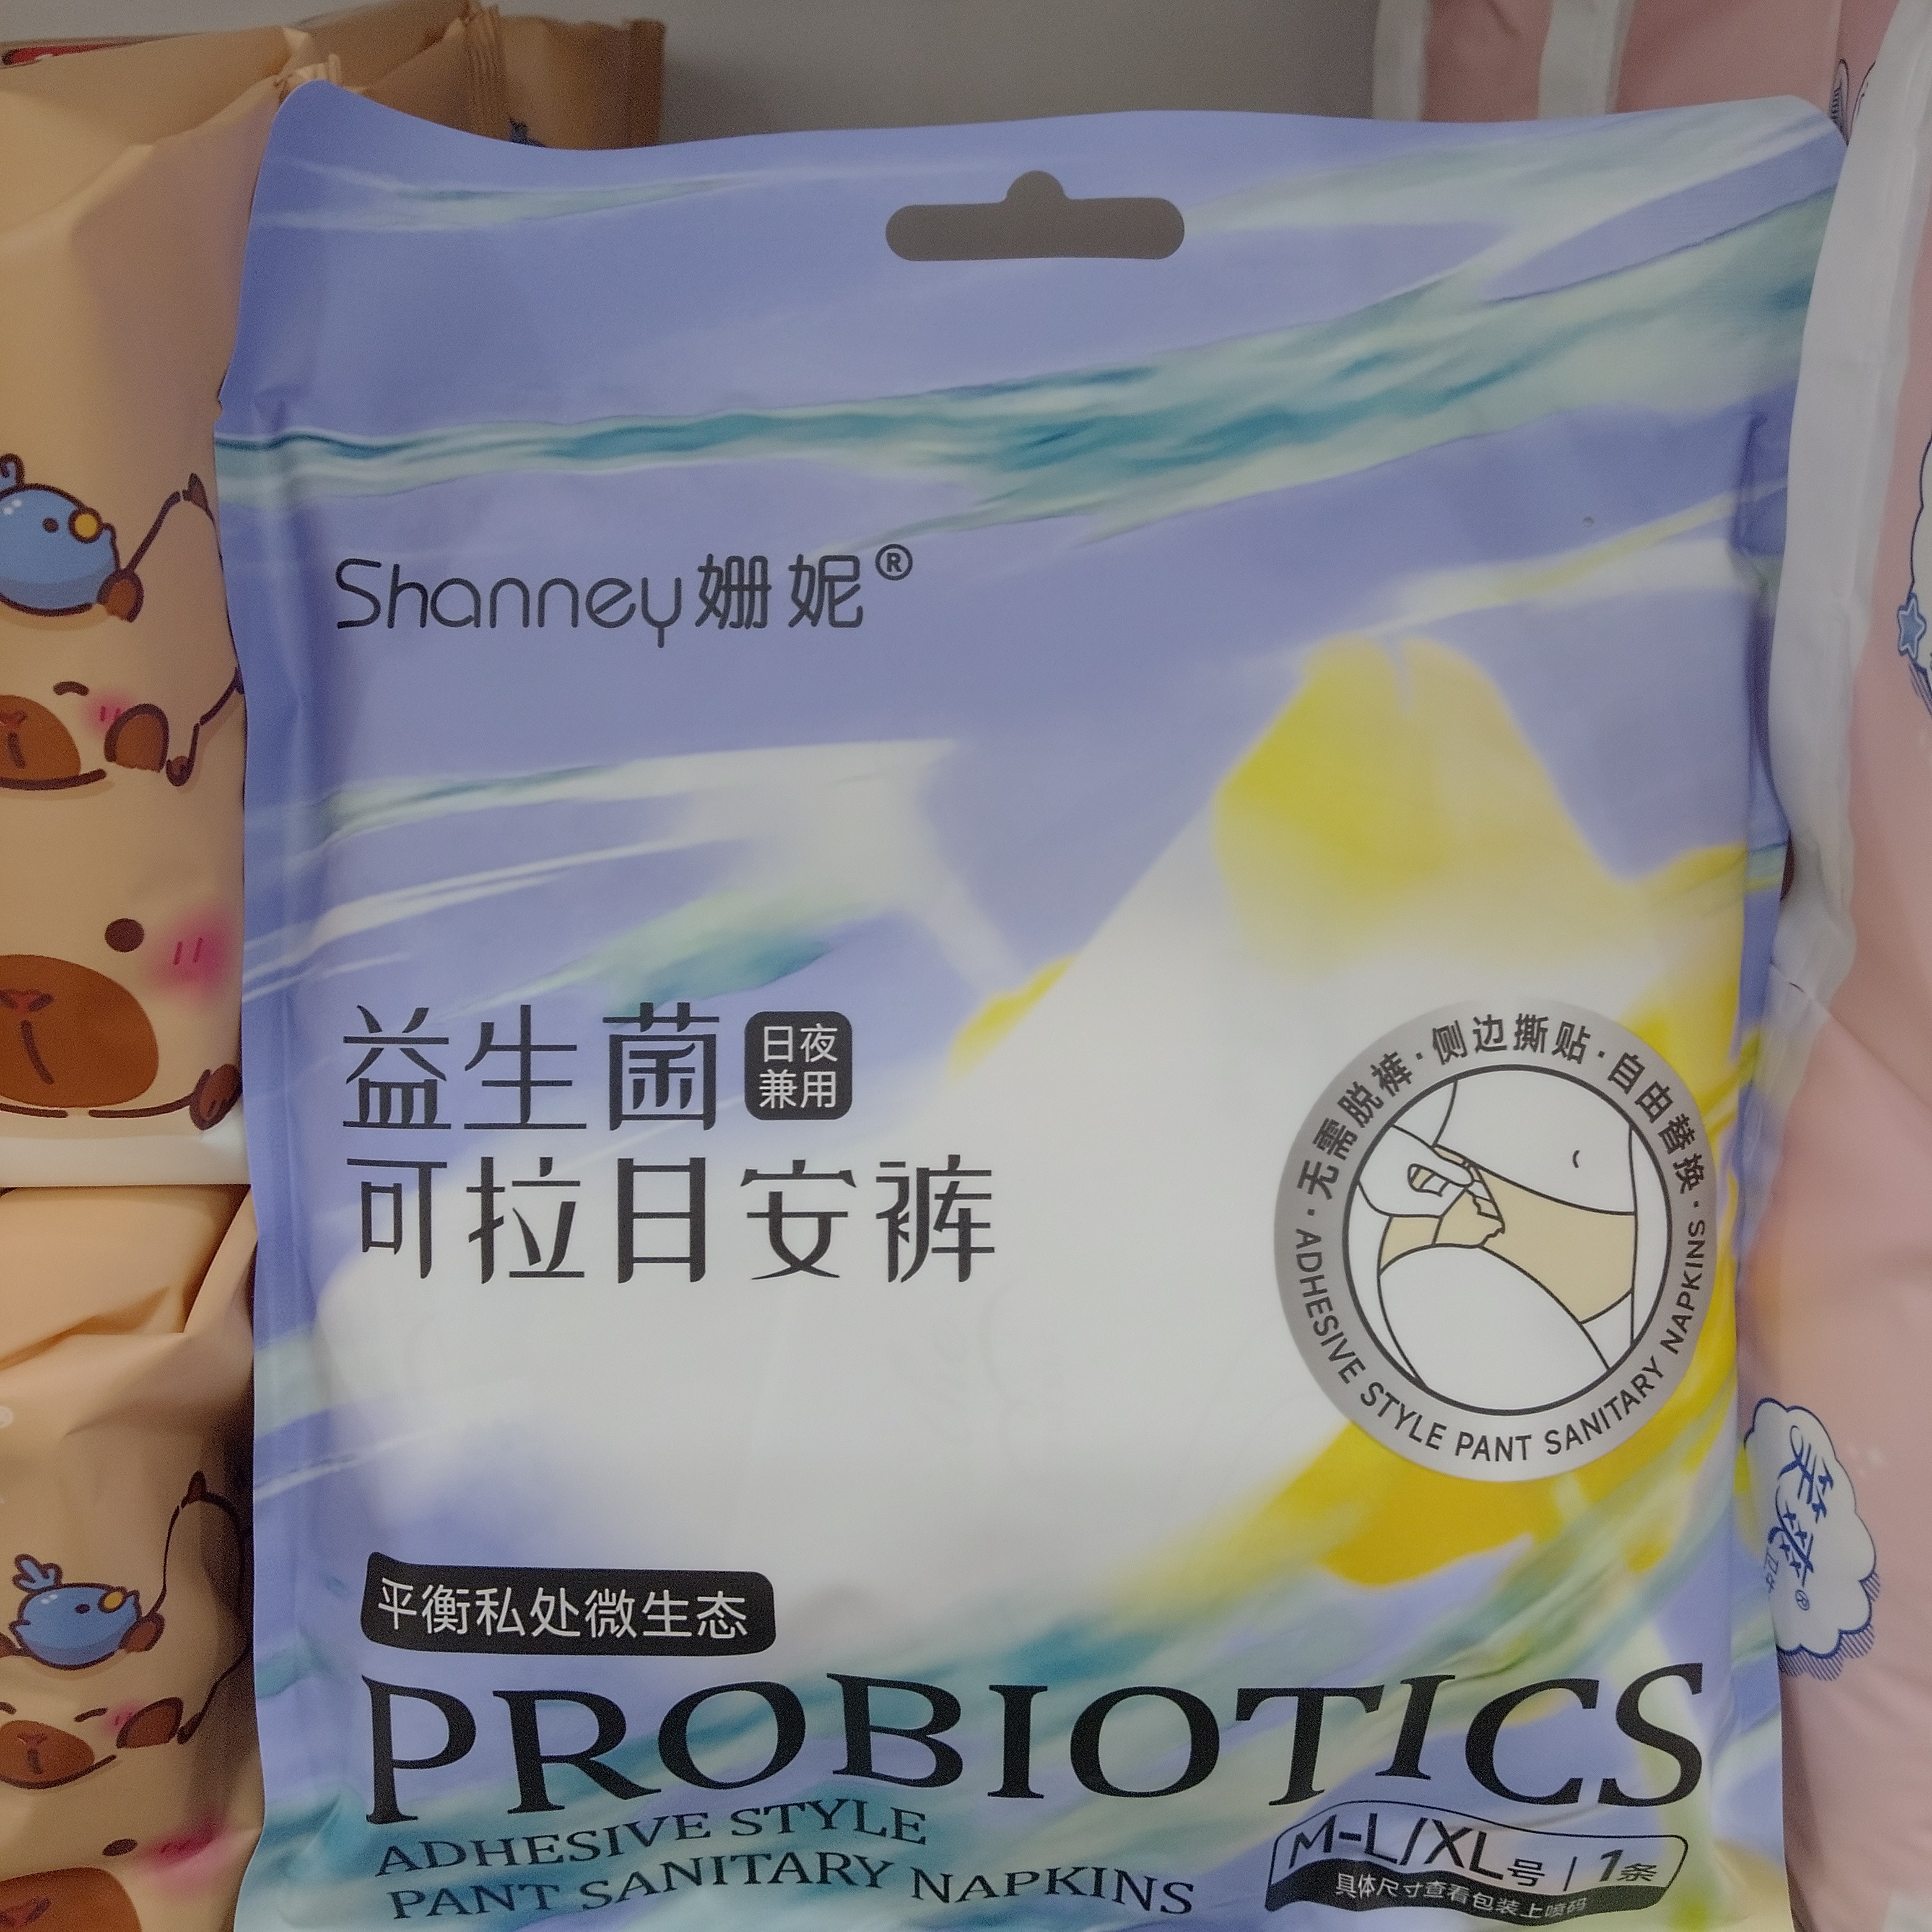 Shanney姗妮®
益生菌
日夜
兼用
可拉日安裤
·无需脱裤·侧边撕贴·自由替换·
ADHESIVE STYLE PANT SANITARY NAPKINS
平衡私处微生态
PROBIOTICS
ADHESIVE STYLE
PANT SANITARY NAPKINS
M-L/XL号 | 1条
具体尺寸查看包装上喷码